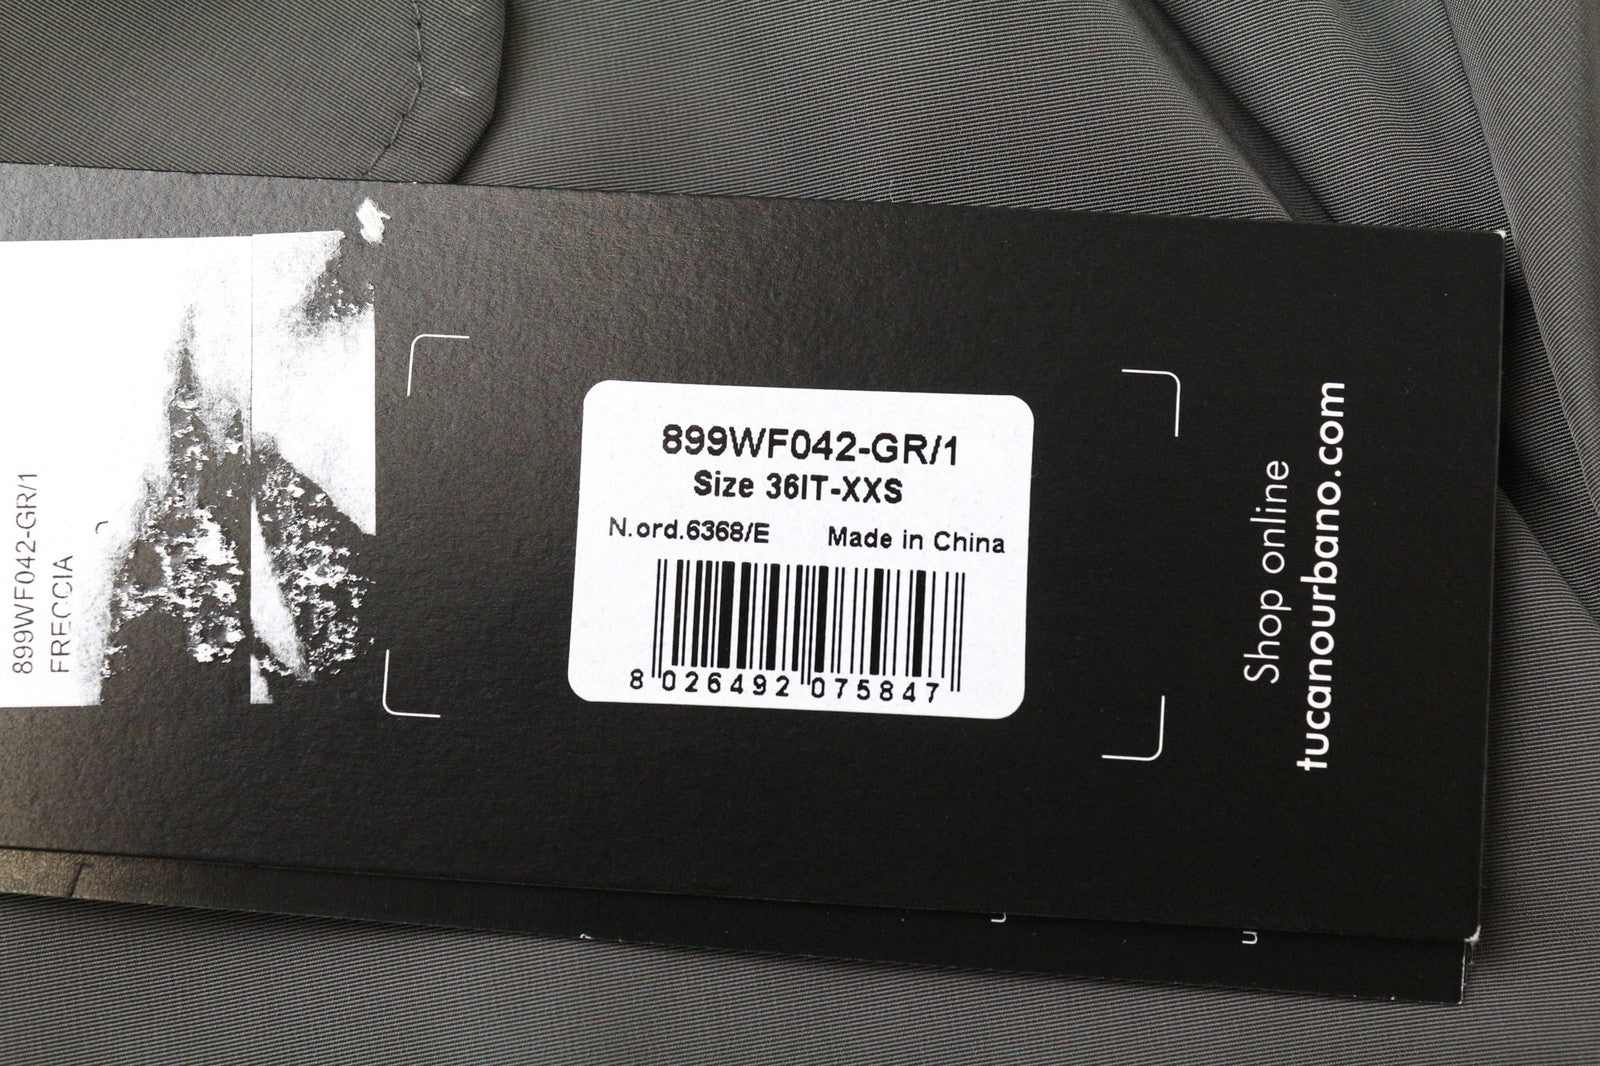 899WF042-GR/1
FRECCIA
899WF042-GR/1
Size 36IT-XXS
N.ord.6368/E Made in China
8 026492 075847
Shop online
tucanourbano.com